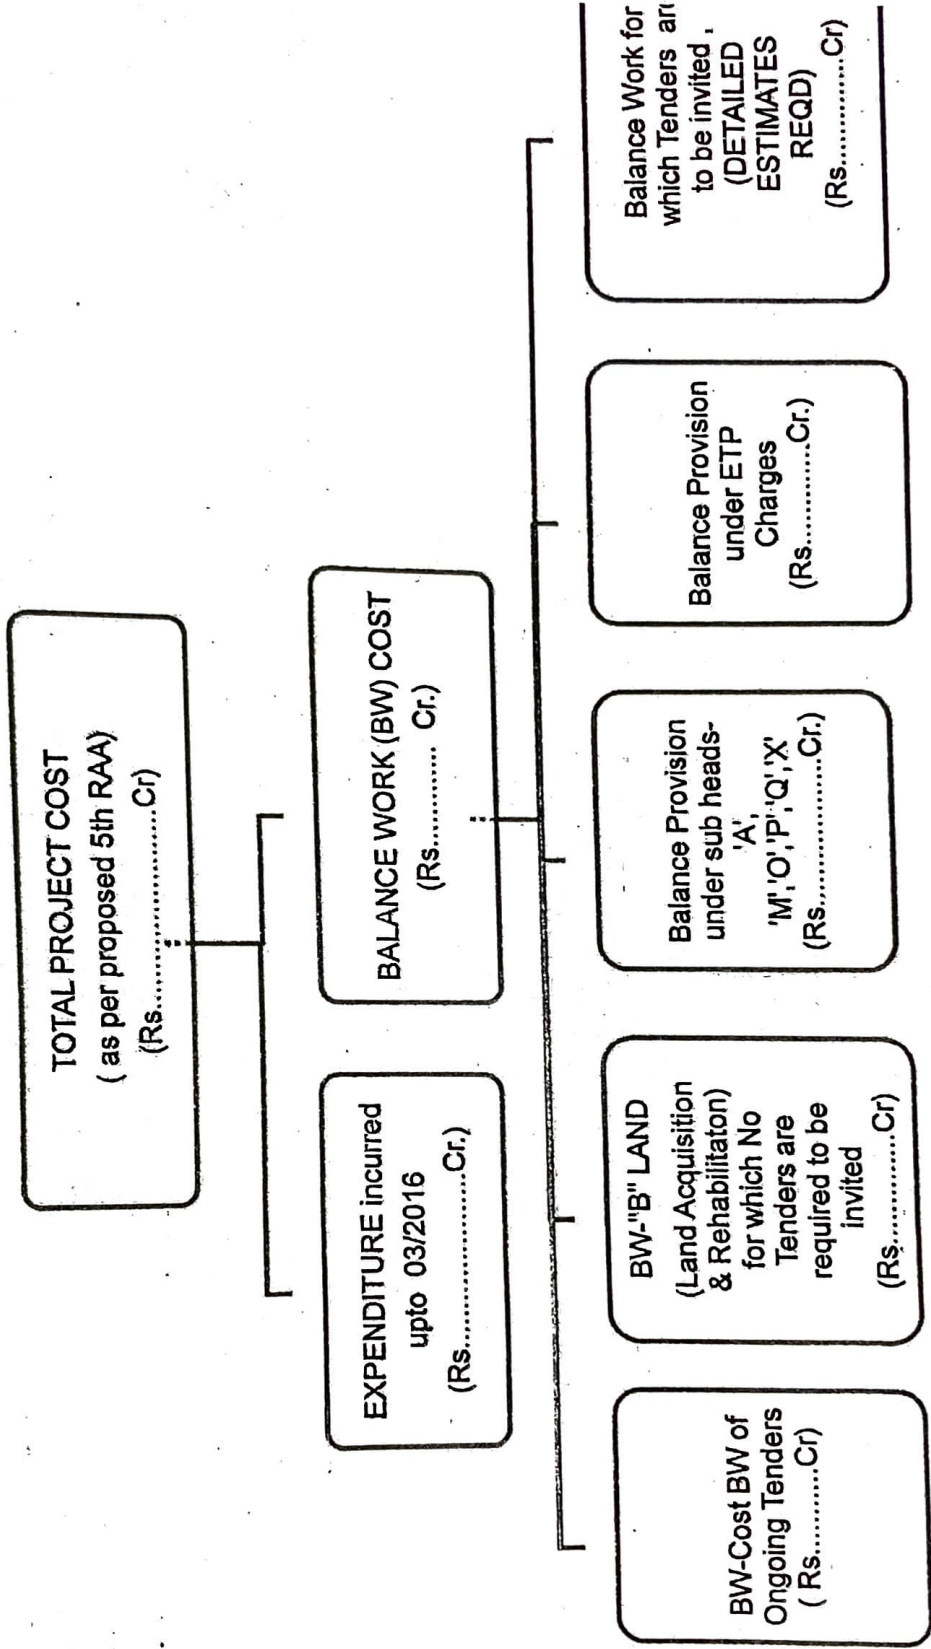 TOTAL PROJECT COST
( as per proposed 5th RAA)
(Rs.....................Cr)
EXPENDITURE incurred
upto 03/2016
(Rs..................Cr.)
BALANCE WORK (BW) COST
(Rs............ Cr.)
BW-Cost BW of
Ongoing Tenders
( Rs...........Cr)
BW-"B" LAND
(Land Acquisition
& Rehabilitaton)
for which No
Tenders are
required to be
invited
(Rs...........Cr)
Balance Provision
under sub heads-
'A',
'M','O','P','Q','X'
(Rs................Cr.)
Balance Provision
under ETP
Charges
(Rs.............Cr.)
Balance Work for
which Tenders are
to be invited ,
(DETAILED
ESTIMATES
REQD)
(Rs.............Cr)